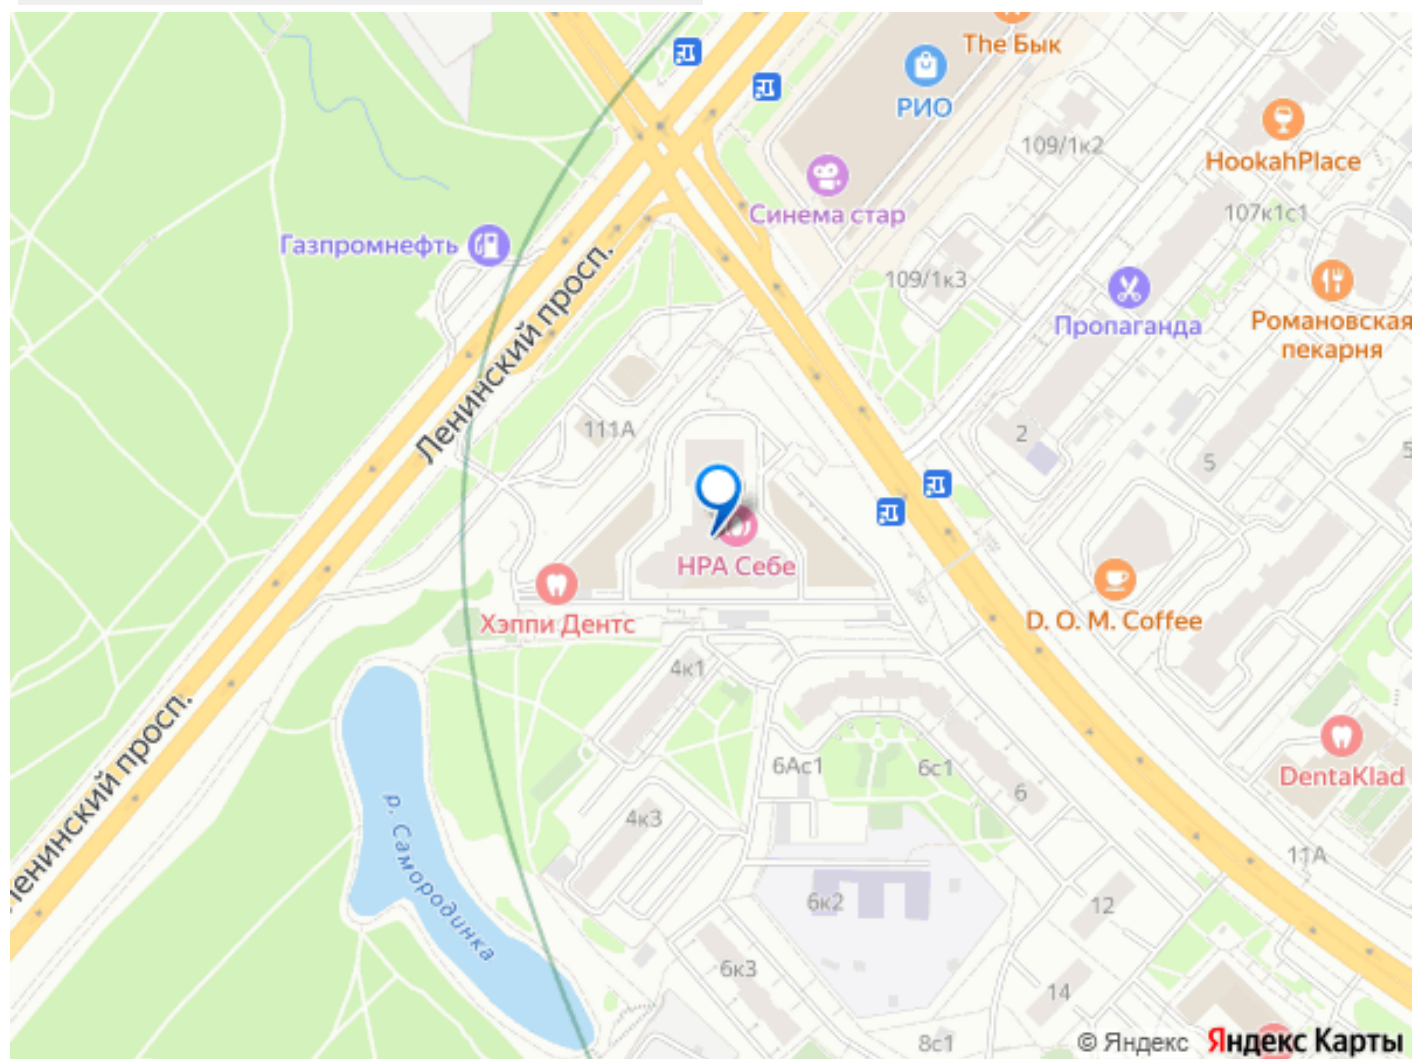 The Бык
РИО
109/1к2
HookahPlace
Синема стар
107к1с1
Газпромнефть
109/1к3
Пропаганда
Романовская
пекарня
Ленинский просп.
111А
2
5
НРА Себе
Хэппи Дентс
D. O. M. Coffee
4к1
Ленинский просп.
6Ас1
6с1
6
DentaKlad
4к3
р. Самородинка
11А
6к2
12
6к3
14
8с1
© Яндекс Яндекс Карты